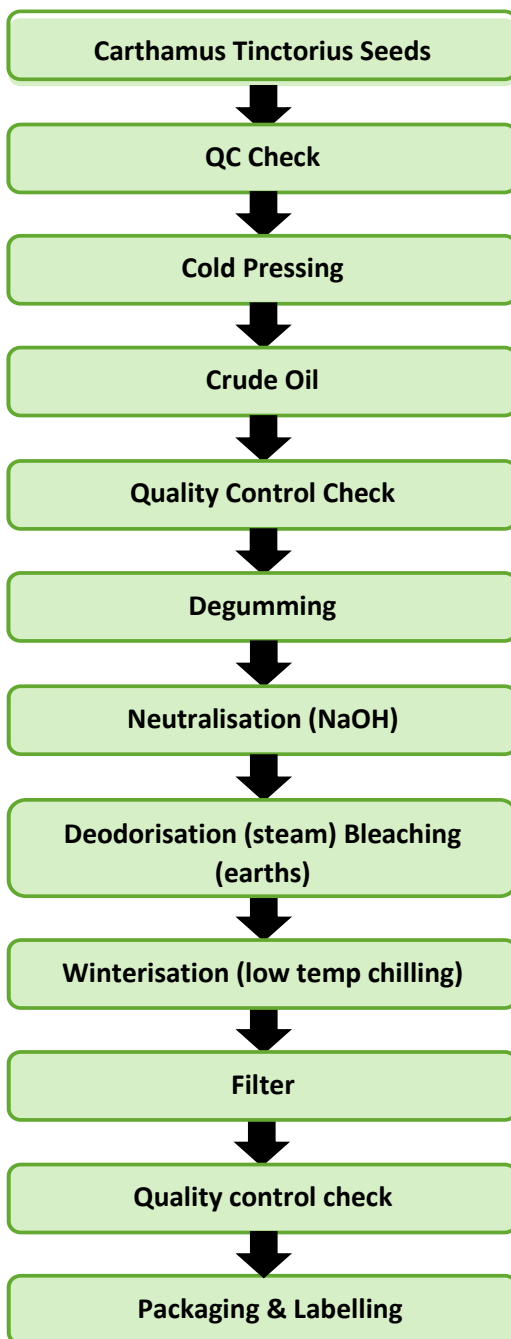 Carthamus Tinctorius Seeds
QC Check
Cold Pressing
Crude Oil
Quality Control Check
Degumming
Neutralisation (NaOH)
Deodorisation (steam) Bleaching
(earths)
Winterisation (low temp chilling)
Filter
Quality control check
Packaging & Labelling